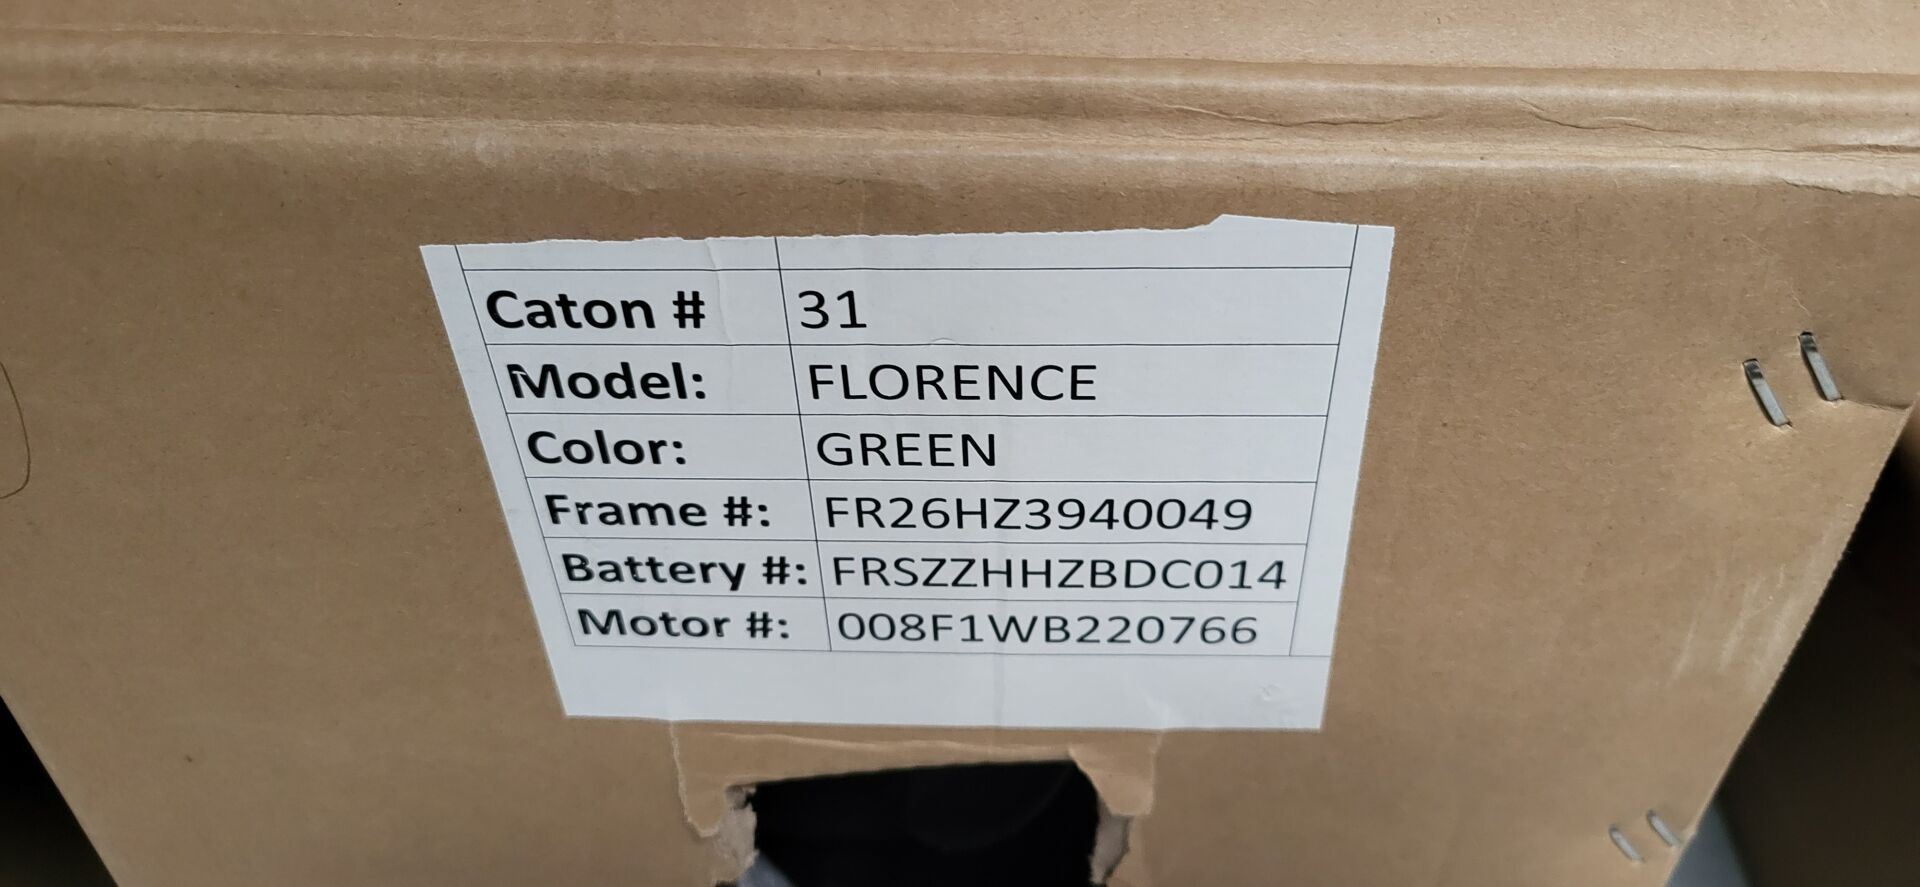 Caton # 31
Model: FLORENCE
Color: GREEN
Frame #: FR26HZ3940049
Battery #: FRSZZHHZBDC014
Motor #: 008F1WB220766